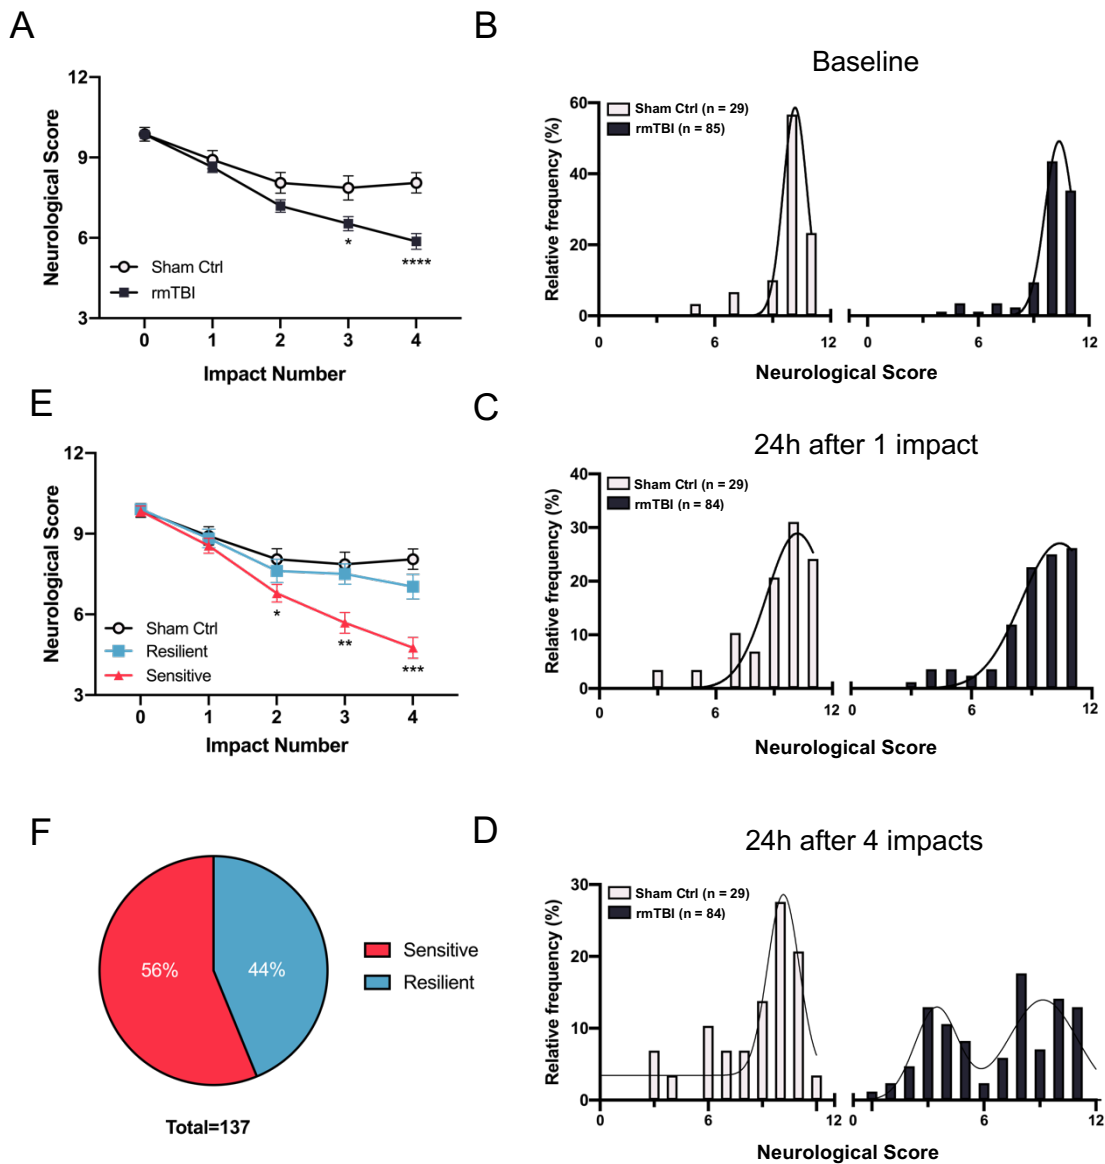 A
12
9
6
3
Neurological Score
Sham Ctrl
rmTBI
*
****
0 1 2 3 4
Impact Number
B
Baseline
60
40
20
0
Relative frequency (%)
Sham Ctrl (n = 29)
rmTBI (n = 85)
0 6 12 0 6 12
Neurological Score
E
12
9
6
3
Neurological Score
Sham Ctrl
Resilient
Sensitive
*
**
***
0 1 2 3 4
Impact Number
C
24h after 1 impact
40
30
20
10
0
Relative frequency (%)
Sham Ctrl (n = 29)
rmTBI (n = 84)
0 6 12 0 6 12
Neurological Score
F
56% 44%
Sensitive
Resilient
Total=137
D
24h after 4 impacts
30
20
10
0
Relative frequency (%)
Sham Ctrl (n = 29)
rmTBI (n = 84)
0 6 12 0 6 12
Neurological Score